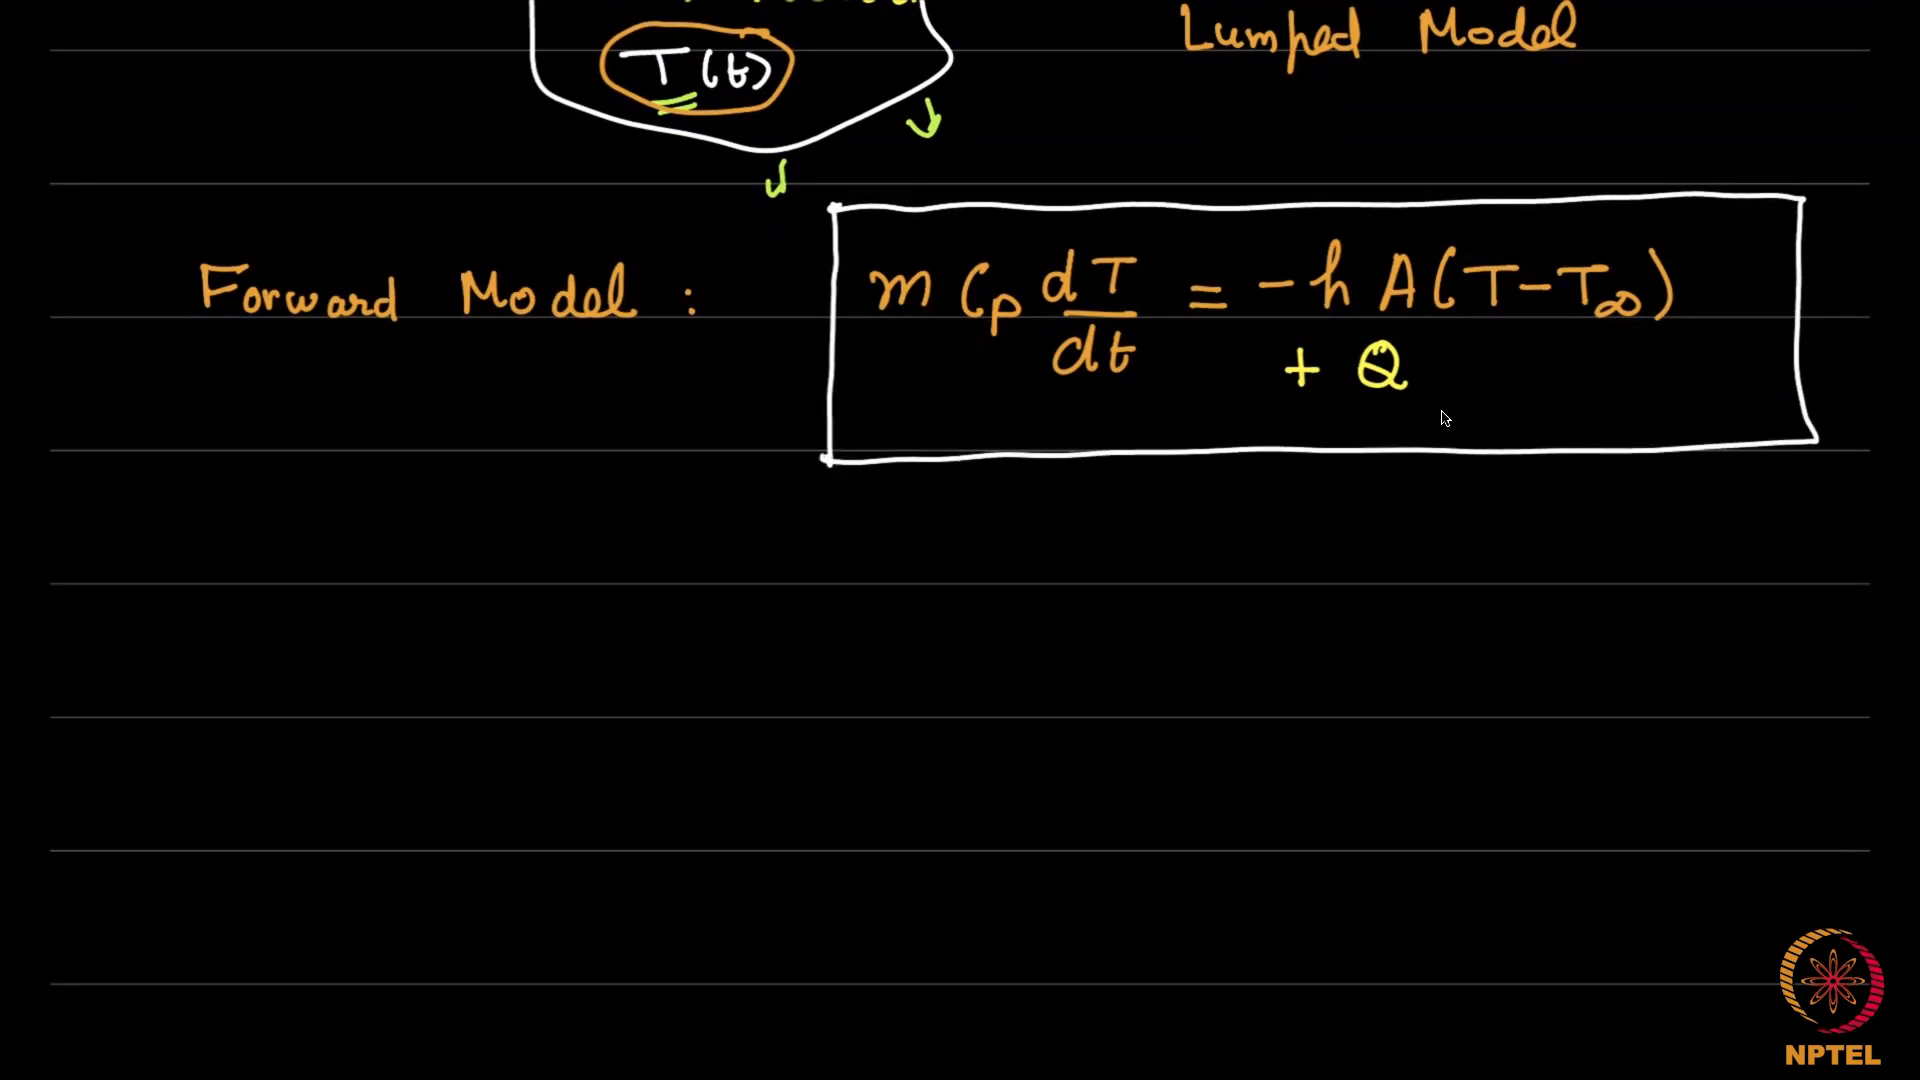 Lumped Model
T(t)
Forward Model : m Cp dT/dt = -h A(T-T∞)
+ Q
NPTEL